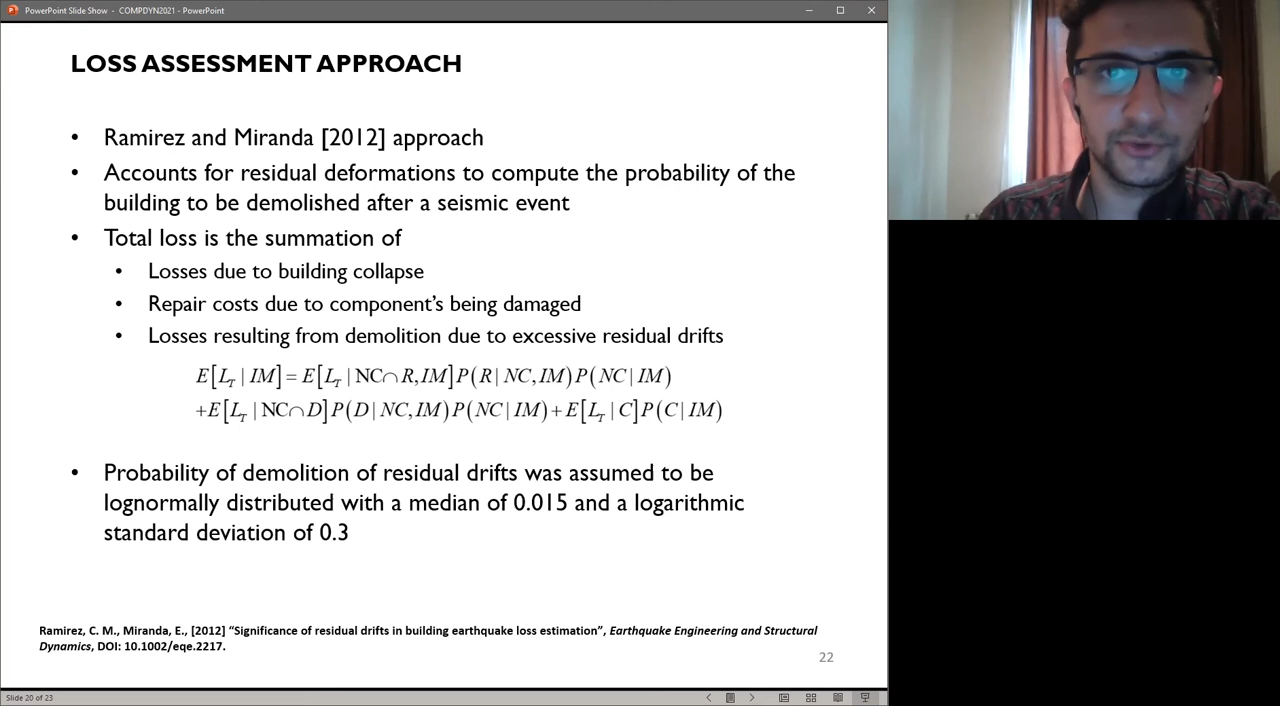 PowerPoint Slide Show - COMPDYN2021 - PowerPoint
LOSS ASSESSMENT APPROACH
• Ramirez and Miranda [2012] approach
• Accounts for residual deformations to compute the probability of the
building to be demolished after a seismic event
• Total loss is the summation of
• Losses due to building collapse
• Repair costs due to component’s being damaged
• Losses resulting from demolition due to excessive residual drifts
E[L_T | IM] = E[L_T | NC∩R, IM]P(R | NC, IM)P(NC | IM)
+E[L_T | NC∩D]P(D | NC, IM)P(NC | IM) + E[L_T | C]P(C | IM)
• Probability of demolition of residual drifts was assumed to be
lognormally distributed with a median of 0.015 and a logarithmic
standard deviation of 0.3
Ramirez, C. M., Miranda, E., [2012] “Significance of residual drifts in building earthquake loss estimation”, Earthquake Engineering and Structural
Dynamics, DOI: 10.1002/eqe.2217.
22
Slide 20 of 23